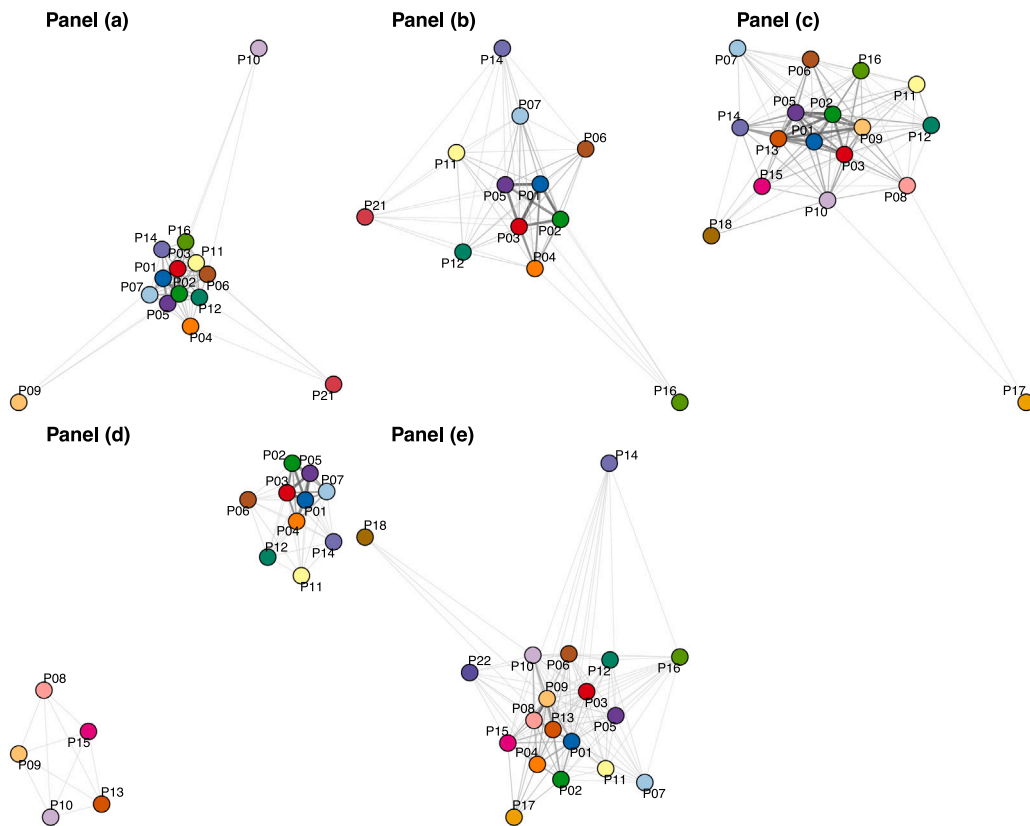 Panel (a)
P10
P14
P16
P03
P11
P01
P02
P06
P07
P05
P12
P04
P09
P21
Panel (b)
P14
P07
P06
P11
P05
P01
P21
P03
P02
P12
P04
P16
Panel (c)
P07
P06
P16
P11
P05
P02
P14
P01
P09
P12
P13
P03
P15
P10
P08
P18
P17
Panel (d)
P02
P05
P03
P07
P06
P01
P04
P12
P14
P11
P08
P15
P09
P10
P13
Panel (e)
P14
P18
P22
P10
P06
P12
P16
P09
P03
P08
P13
P05
P15
P04
P01
P11
P02
P07
P17